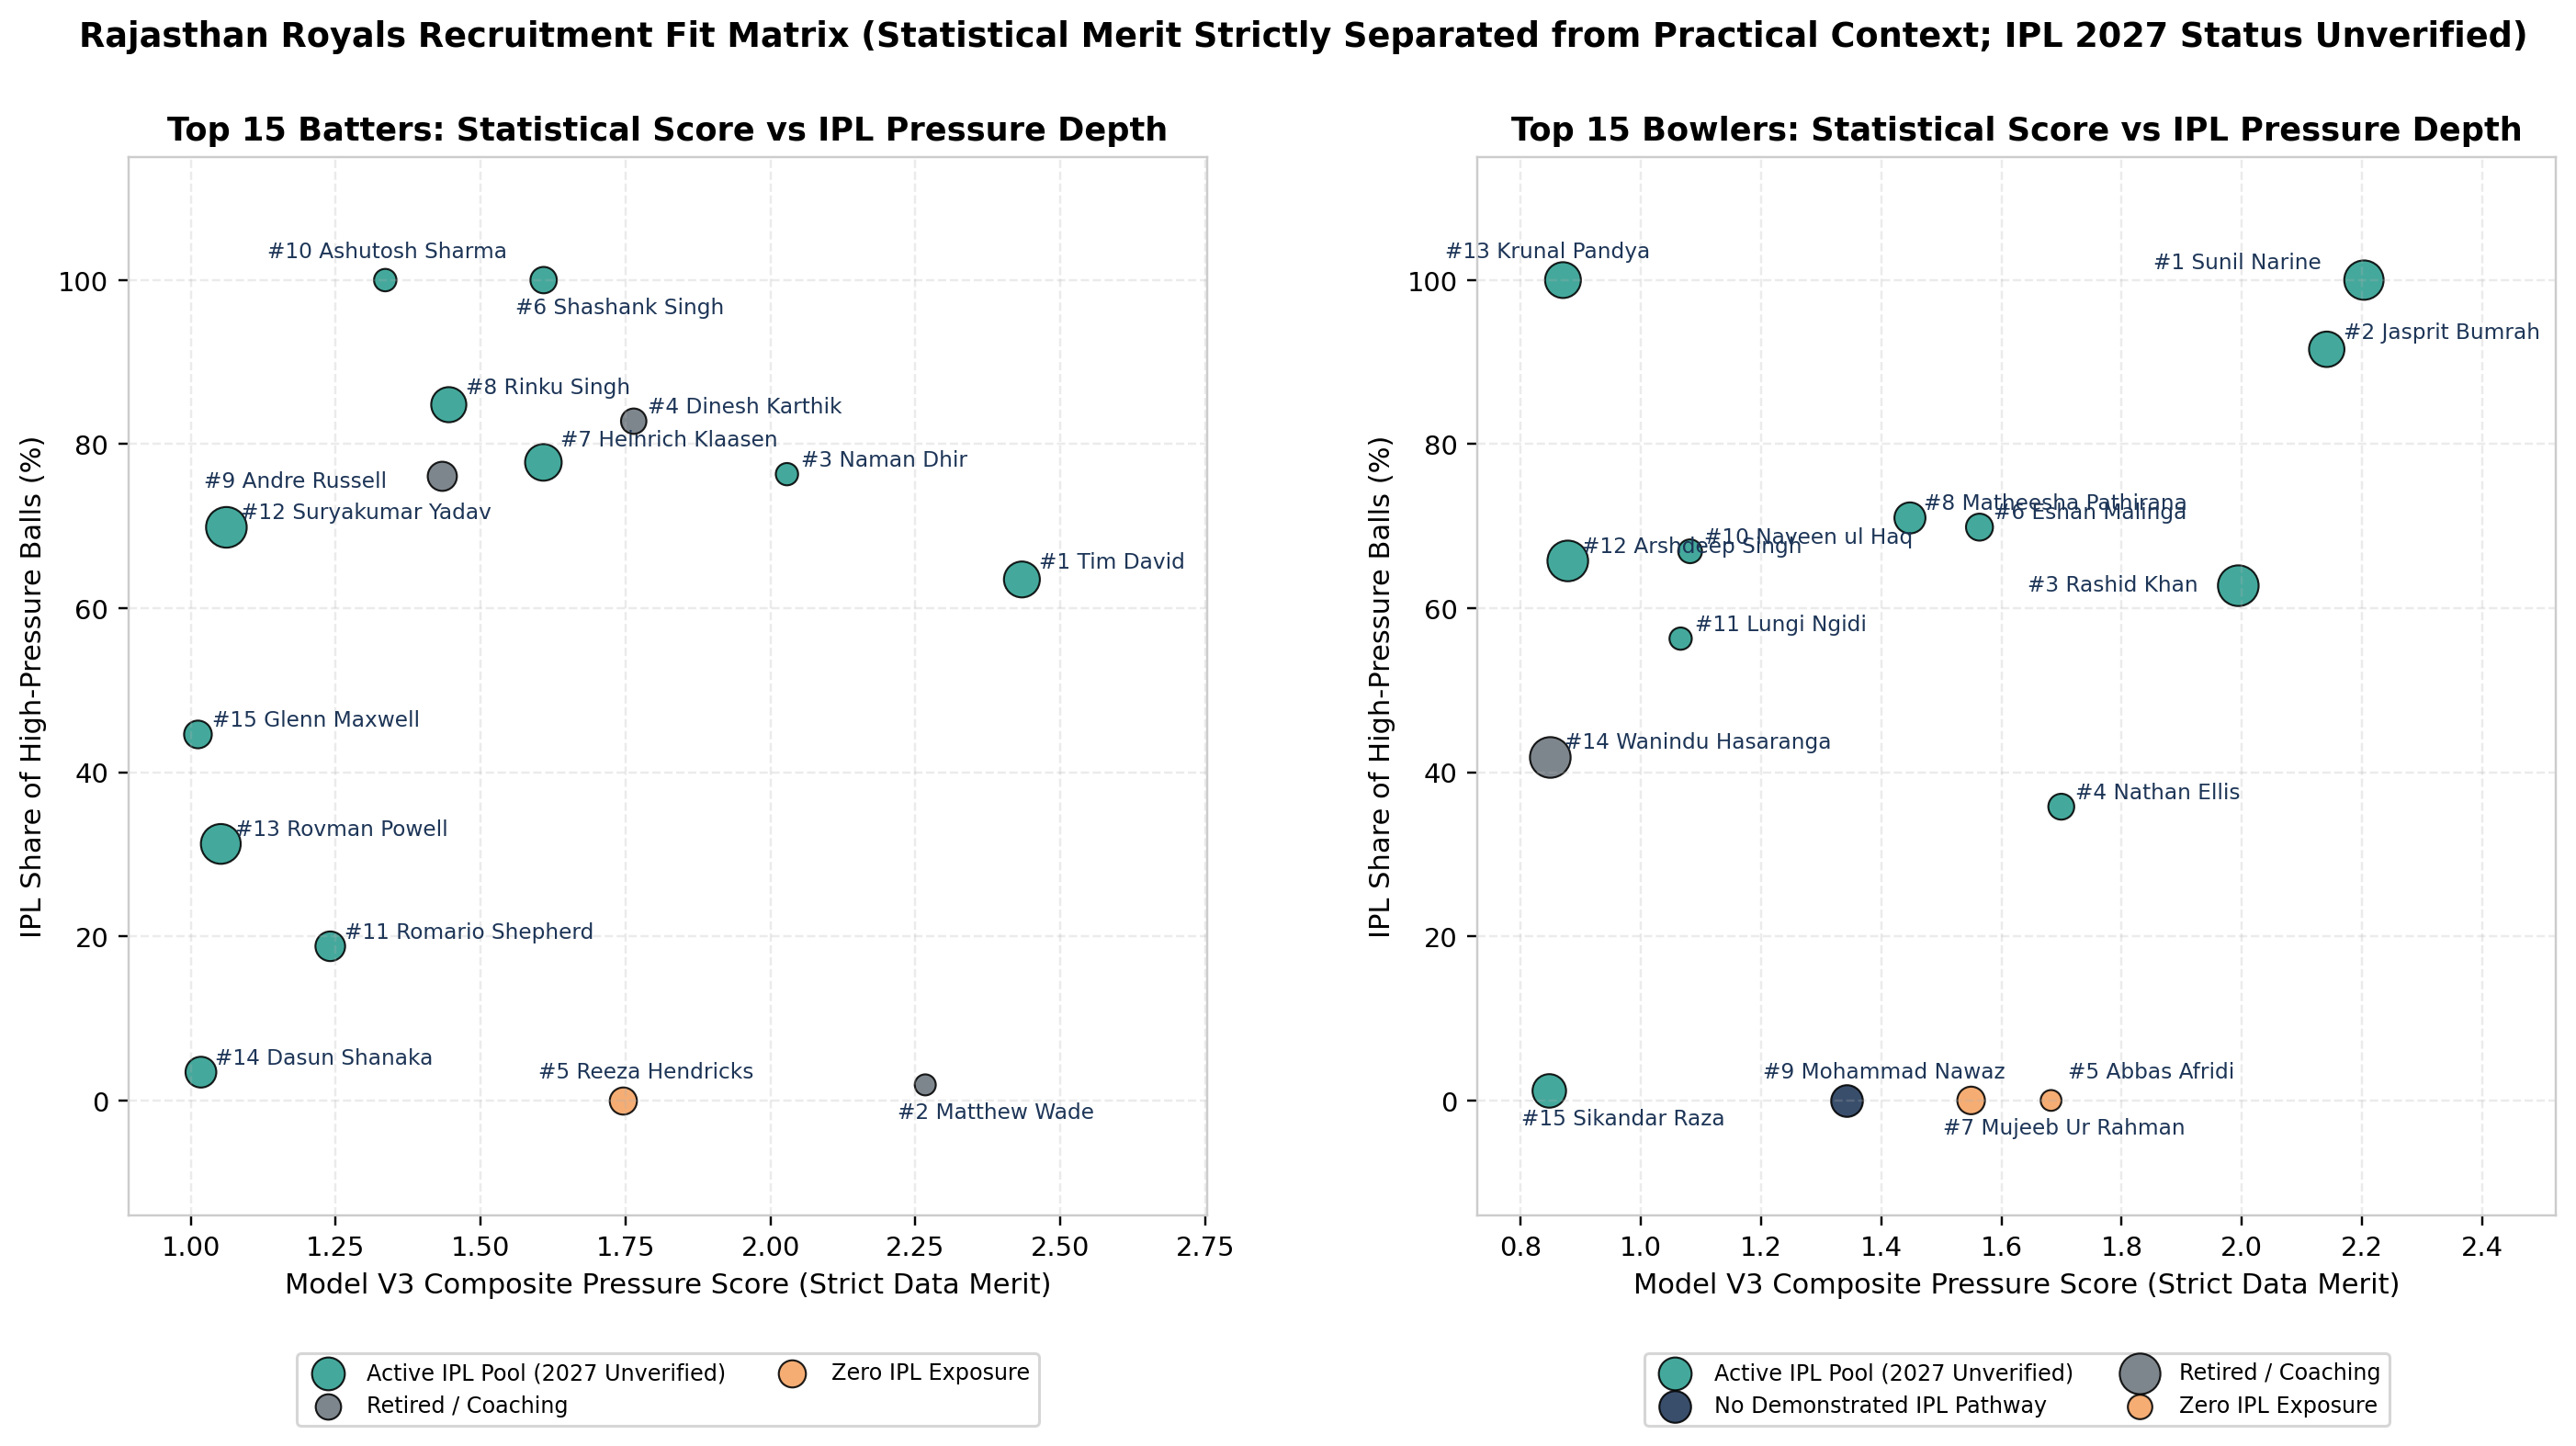 Rajasthan Royals Recruitment Fit Matrix (Statistical Merit Strictly Separated from Practical Context; IPL 2027 Status Unverified)
Top 15 Batters: Statistical Score vs IPL Pressure Depth
IPL Share of High-Pressure Balls (%)
100
80
60
40
20
0
#10 Ashutosh Sharma
#6 Shashank Singh
#8 Rinku Singh
#4 Dinesh Karthik
#7 Heinrich Klaasen
#3 Naman Dhir
#9 Andre Russell
#12 Suryakumar Yadav
#1 Tim David
#15 Glenn Maxwell
#13 Rovman Powell
#11 Romario Shepherd
#14 Dasun Shanaka
#5 Reeza Hendricks
#2 Matthew Wade
1.00 1.25 1.50 1.75 2.00 2.25 2.50 2.75
Model V3 Composite Pressure Score (Strict Data Merit)
Active IPL Pool (2027 Unverified)
Retired / Coaching
Zero IPL Exposure
Top 15 Bowlers: Statistical Score vs IPL Pressure Depth
IPL Share of High-Pressure Balls (%)
100
80
60
40
20
0
#13 Krunal Pandya
#1 Sunil Narine
#2 Jasprit Bumrah
#8 Matheesha Pathirana
#6 Eshan Malinga
#10 Naveen ul Haq
#12 Arshdeep Singh
#3 Rashid Khan
#11 Lungi Ngidi
#14 Wanindu Hasaranga
#4 Nathan Ellis
#9 Mohammad Nawaz
#5 Abbas Afridi
#15 Sikandar Raza
#7 Mujeeb Ur Rahman
0.8 1.0 1.2 1.4 1.6 1.8 2.0 2.2 2.4
Model V3 Composite Pressure Score (Strict Data Merit)
Active IPL Pool (2027 Unverified)
No Demonstrated IPL Pathway
Retired / Coaching
Zero IPL Exposure